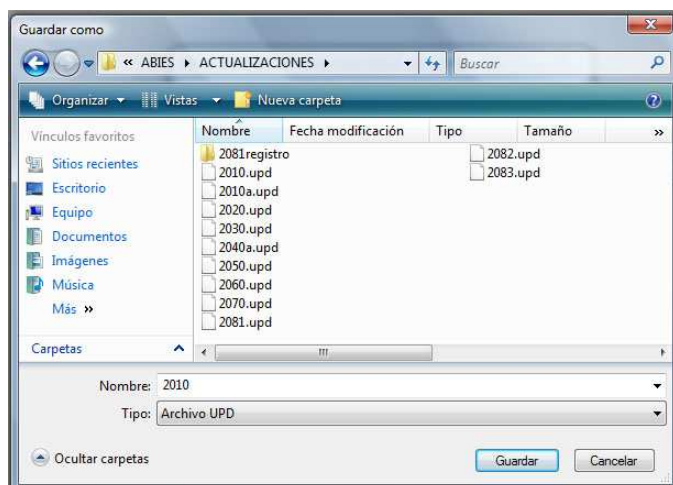 Guardar como
« ABIES ▸ ACTUALIZACIONES ▸ Buscar
Organizar Vistas Nueva carpeta
Vínculos favoritos
Sitios recientes
Escritorio
Equipo
Documentos
Imágenes
Música
Más »
Carpetas
Nombre Fecha modificación Tipo Tamaño »
2081registro
2010.upd
2010a.upd
2020.upd
2030.upd
2040a.upd
2050.upd
2060.upd
2070.upd
2081.upd
2082.upd
2083.upd
Nombre: 2010
Tipo: Archivo UPD
Ocultar carpetas Guardar Cancelar